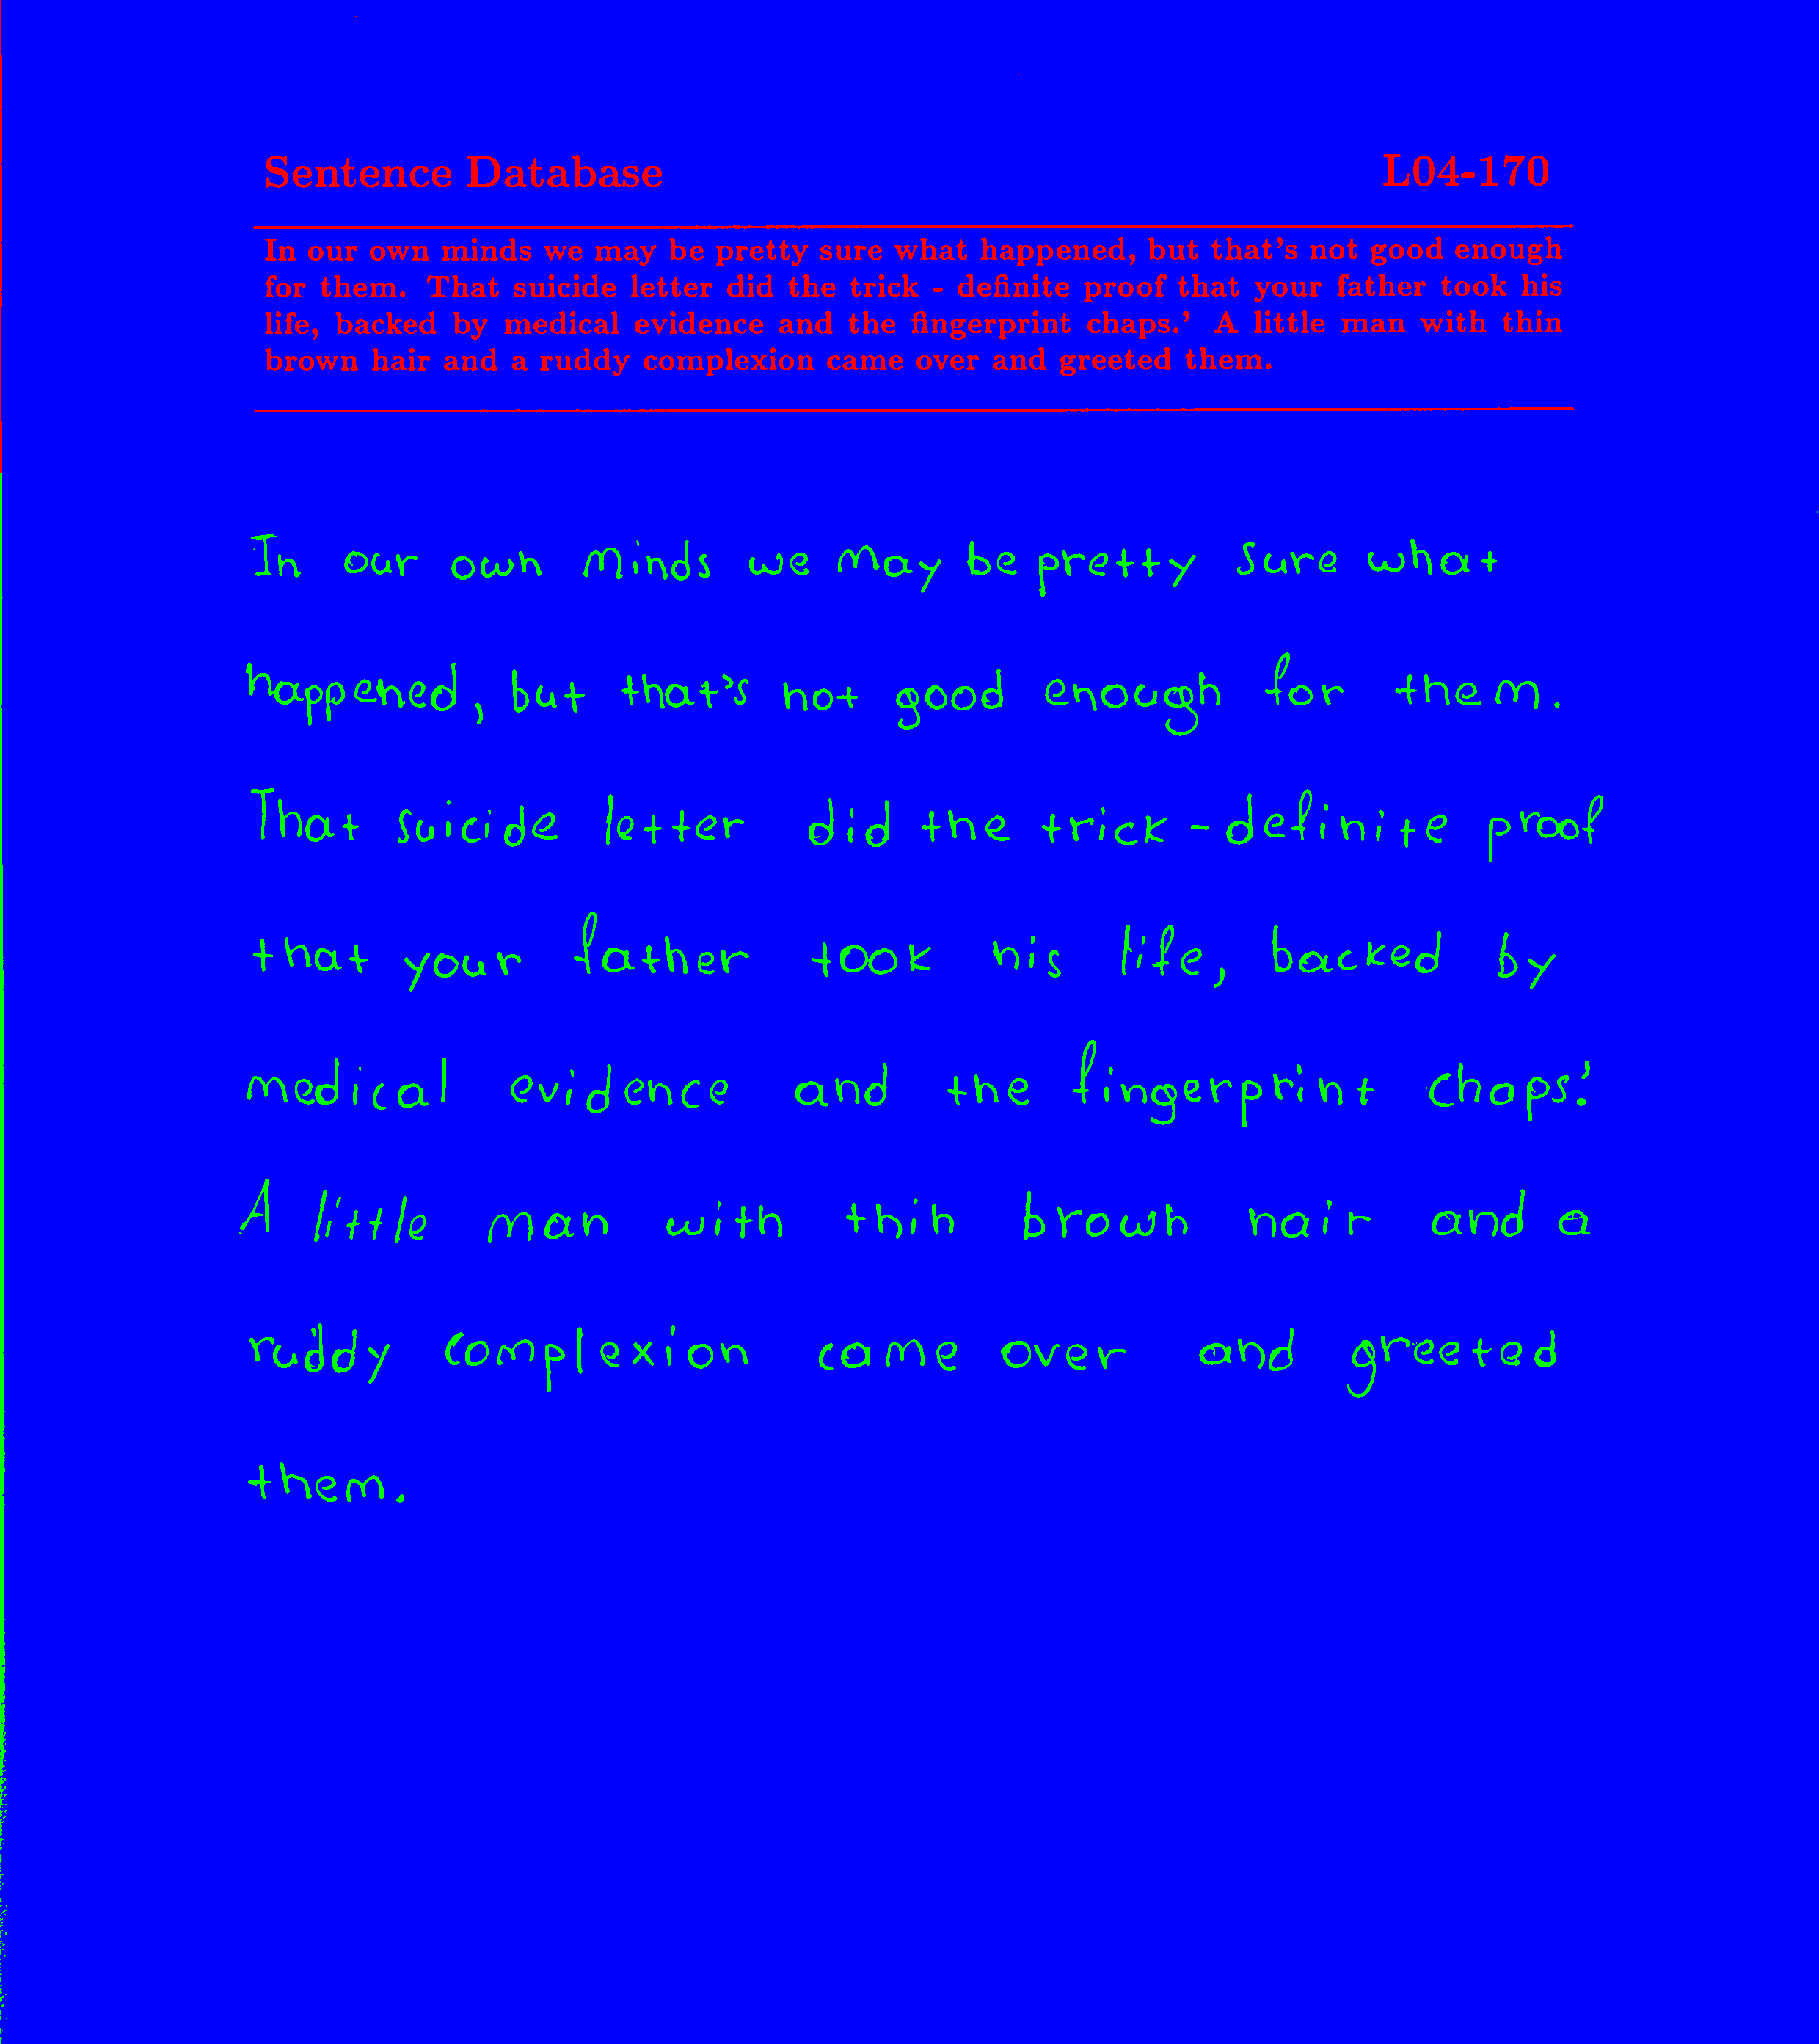 Sentence Database L04-170
In our own minds we may be pretty sure what happened, but that's not good enough
for them. That suicide letter did the trick - definite proof that your father took his
life, backed by medical evidence and the fingerprint chaps.' A little man with thin
brown hair and a ruddy complexion came over and greeted them.
In our own minds we may be pretty sure what
happened, but that's not good enough for them.
That suicide letter did the trick - definite proof
that your father took his life, backed by
medical evidence and the fingerprint chaps.'
A little man with thin brown hair and a
ruddy complexion came over and greeted
them.